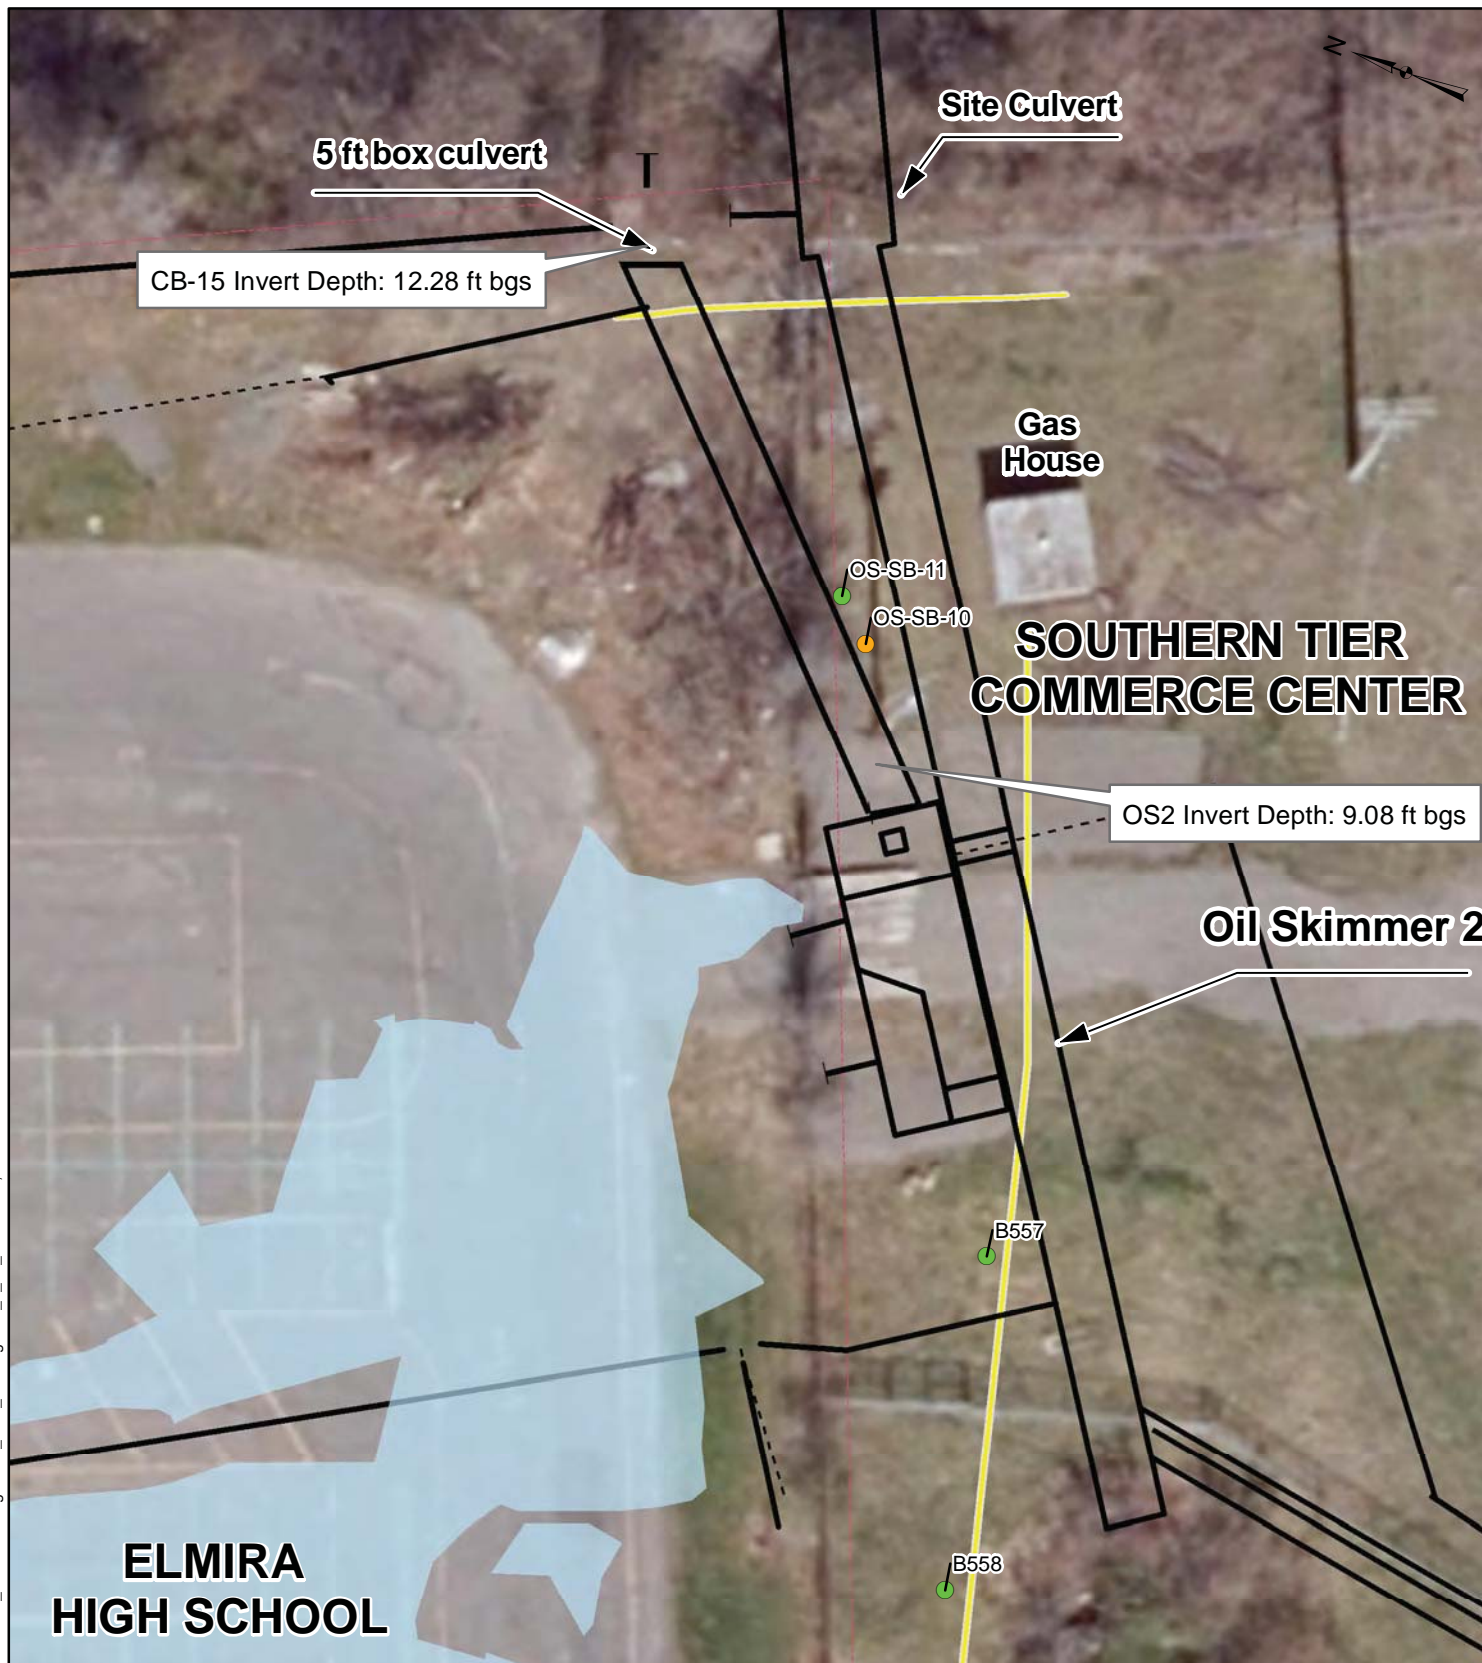 N
Site Culvert
5 ft box culvert
T
CB-15 Invert Depth: 12.28 ft bgs
Gas
House
OS-SB-11
OS-SB-10
SOUTHERN TIER
COMMERCE CENTER
OS2 Invert Depth: 9.08 ft bgs
Oil Skimmer 2
B557
B558
ELMIRA
HIGH SCHOOL